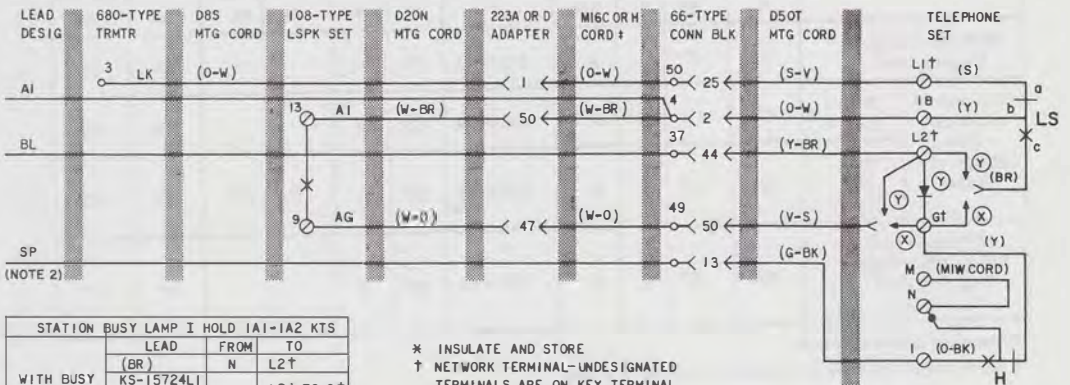 LEAD DESIG 680-TYPE TRMTR D8S MTG CORD 108-TYPE LSPK SET D20N MTG CORD 223A OR D ADAPTER M16C OR H CORD ‡ 66-TYPE CONN BLK D50T MTG CORD TELEPHONE SET
3 LK (O-W) 1 (O-W) 50 25 (S-V) L1† (S)
A1 a
13 A1 (W-BR) 50 (W-BR) 4 2 (O-W) 1B (Y) b LS
BL 37 44 (Y-BR) L2† c
Y Y Y (BR)
9 AG (W-O) 47 (W-O) 49 50 (V-S) G† X X
(Y)
SP 13 (G-BK)
(NOTE 2) M (MIW CORD)
N
1 (O-BK) H
STATION BUSY LAMP I HOLD 1A1-1A2 KTS
LEAD FROM TO
(BR) N L2†
WITH BUSY KS-15724L1
* INSULATE AND STORE
† NETWORK TERMINAL-UNDESIGNATED
TERMINALS ARE ON KEY TERMINAL